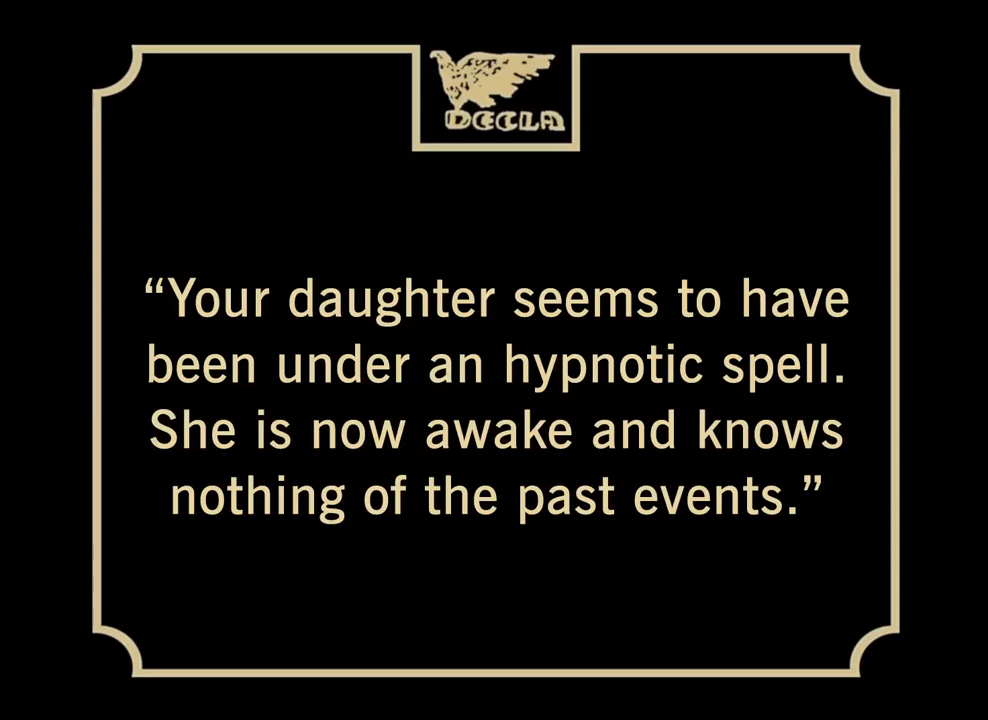 DECLA
“Your daughter seems to have
been under an hypnotic spell.
She is now awake and knows
nothing of the past events.”